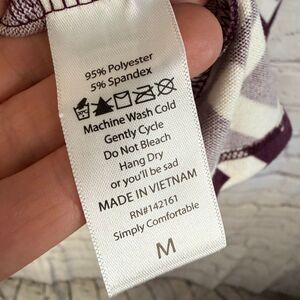 95% Polyester
5% Spandex
Machine Wash Cold
Gently Cycle
Do Not Bleach
Hang Dry
or you'll be sad
MADE IN VIETNAM
RN#142161
Simply Comfortable
M